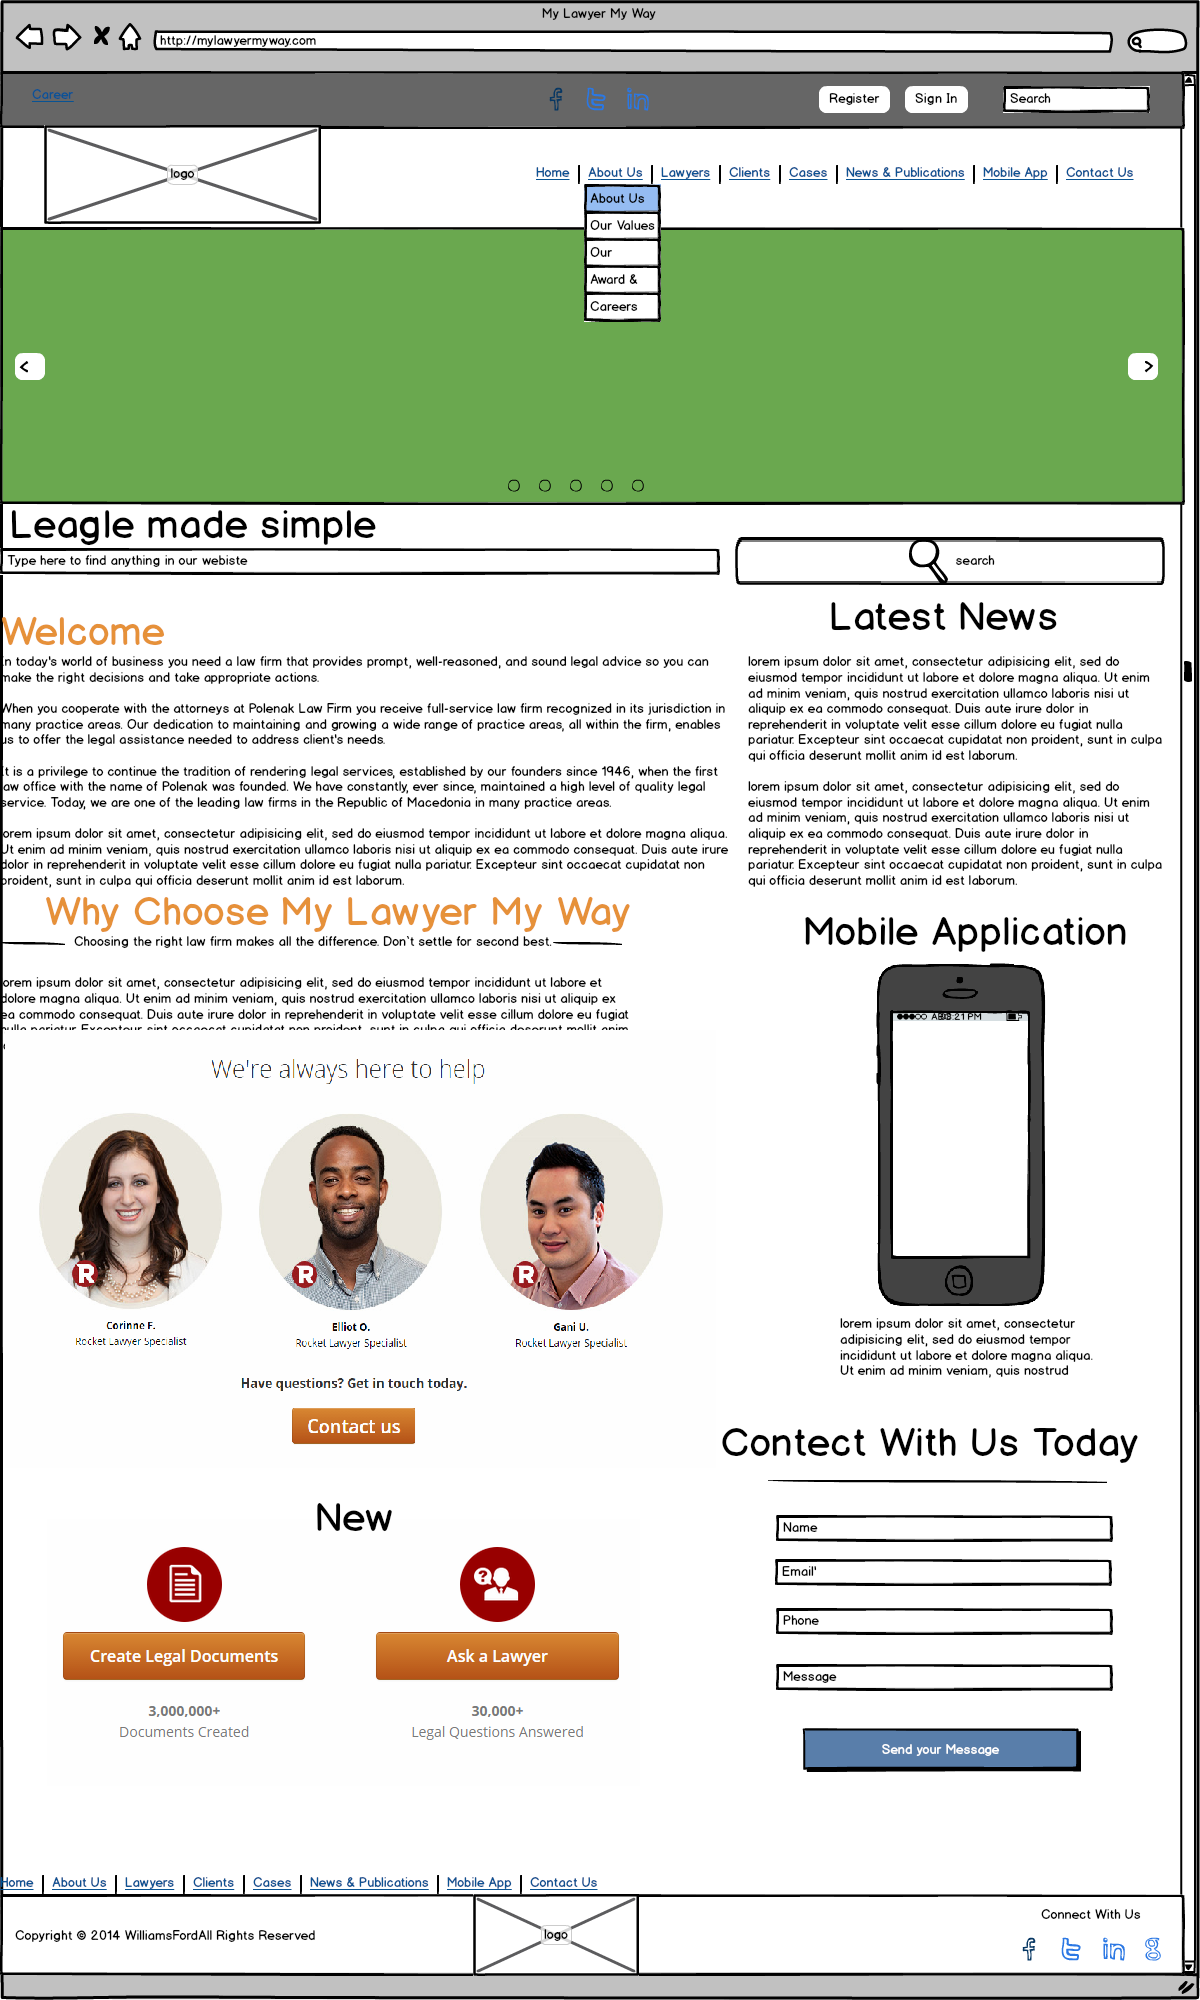 My Lawyer My Way
http://mylawyermyway.com
Career
Register
Sign In
Search
logo
Home
About Us
Lawyers
Clients
Cases
News & Publications
Mobile App
Contact Us
About Us
Our Values
Our
Award &
Careers
<
>
Leagle made simple
Type here to find anything in our webiste
search
Welcome
In today's world of business you need a law firm that provides prompt, well-reasoned, and sound legal advice so you can
make the right decisions and take appropriate actions.
When you cooperate with the attorneys at Polenak Law Firm you receive full-service law firm recognized in its jurisdiction in
many practice areas. Our dedication to maintaining and growing a wide range of practice areas, all within the firm, enables
us to offer the legal assistance needed to address client's needs.
It is a privilege to continue the tradition of rendering legal services, established by our founders since 1946, when the first
law office with the name of Polenak was founded. We have constantly, ever since, maintained a high level of quality legal
service. Today, we are one of the leading law firms in the Republic of Macedonia in many practice areas.
lorem ipsum dolor sit amet, consectetur adipisicing elit, sed do eiusmod tempor incididunt ut labore et dolore magna aliqua.
Ut enim ad minim veniam, quis nostrud exercitation ullamco laboris nisi ut aliquip ex ea commodo consequat. Duis aute irure
dolor in reprehenderit in voluptate velit esse cillum dolore eu fugiat nulla pariatur. Excepteur sint occaecat cupidatat non
proident, sunt in culpa qui officia deserunt mollit anim id est laborum.
Latest News
lorem ipsum dolor sit amet, consectetur adipisicing elit, sed do
eiusmod tempor incididunt ut labore et dolore magna aliqua. Ut enim
ad minim veniam, quis nostrud exercitation ullamco laboris nisi ut
aliquip ex ea commodo consequat. Duis aute irure dolor in
reprehenderit in voluptate velit esse cillum dolore eu fugiat nulla
pariatur. Excepteur sint occaecat cupidatat non proident, sunt in culpa
qui officia deserunt mollit anim id est laborum.
lorem ipsum dolor sit amet, consectetur adipisicing elit, sed do
eiusmod tempor incididunt ut labore et dolore magna aliqua. Ut enim
ad minim veniam, quis nostrud exercitation ullamco laboris nisi ut
aliquip ex ea commodo consequat. Duis aute irure dolor in
reprehenderit in voluptate velit esse cillum dolore eu fugiat nulla
pariatur. Excepteur sint occaecat cupidatat non proident, sunt in culpa
qui officia deserunt mollit anim id est laborum.
Why Choose My Lawyer My Way
Choosing the right law firm makes all the difference. Don`t settle for second best.
lorem ipsum dolor sit amet, consectetur adipisicing elit, sed do eiusmod tempor incididunt ut labore et
dolore magna aliqua. Ut enim ad minim veniam, quis nostrud exercitation ullamco laboris nisi ut aliquip ex
ea commodo consequat. Duis aute irure dolor in reprehenderit in voluptate velit esse cillum dolore eu fugiat
nulla pariatur. Excepteur sint occaecat cupidatat non proident, sunt in culpa qui officia deserunt mollit anim
We're always here to help
R
R
R
Corinne F.
Rocket Lawyer Specialist
Elliot O.
Rocket Lawyer Specialist
Gani U.
Rocket Lawyer Specialist
Have questions? Get in touch today.
Contact us
Mobile Application
lorem ipsum dolor sit amet, consectetur
adipisicing elit, sed do eiusmod tempor
incididunt ut labore et dolore magna aliqua.
Ut enim ad minim veniam, quis nostrud
Contect With Us Today
Name
Email'
Phone
Message
Send your Message
New
Create Legal Documents
3,000,000+
Documents Created
Ask a Lawyer
30,000+
Legal Questions Answered
Home
About Us
Lawyers
Clients
Cases
News & Publications
Mobile App
Contact Us
Copyright © 2014 WilliamsFordAll Rights Reserved
logo
Connect With Us